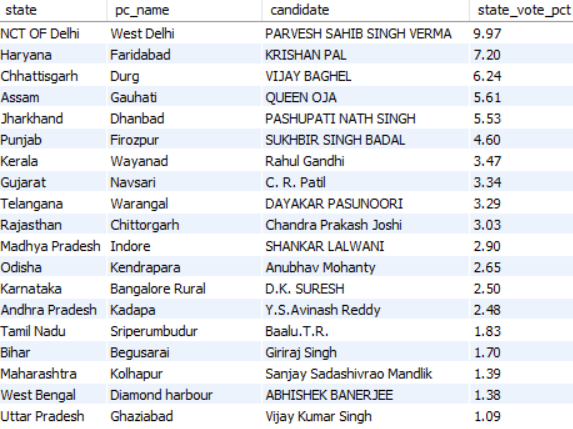 state pc_name candidate state_vote_pct
NCT OF Delhi West Delhi PARVESH SAHIB SINGH VERMA 9.97
Haryana Faridabad KRISHAN PAL 7.20
Chhattisgarh Durg VIJAY BAGHEL 6.24
Assam Gauhati QUEEN OJA 5.61
Jharkhand Dhanbad PASHUPATI NATH SINGH 5.53
Punjab Firozpur SUKHBIR SINGH BADAL 4.60
Kerala Wayanad Rahul Gandhi 3.47
Gujarat Navsari C. R. Patil 3.34
Telangana Warangal DAYAKAR PASUNOORI 3.29
Rajasthan Chittorgarh Chandra Prakash Joshi 3.03
Madhya Pradesh Indore SHANKAR LALWANI 2.90
Odisha Kendrapara Anubhav Mohanty 2.65
Karnataka Bangalore Rural D.K. SURESH 2.50
Andhra Pradesh Kadapa Y.S.Avinash Reddy 2.48
Tamil Nadu Sriperumbudur Baalu.T.R. 1.83
Bihar Begusarai Giriraj Singh 1.70
Maharashtra Kolhapur Sanjay Sadashivrao Mandlik 1.39
West Bengal Diamond harbour ABHISHEK BANERJEE 1.38
Uttar Pradesh Ghaziabad Vijay Kumar Singh 1.09